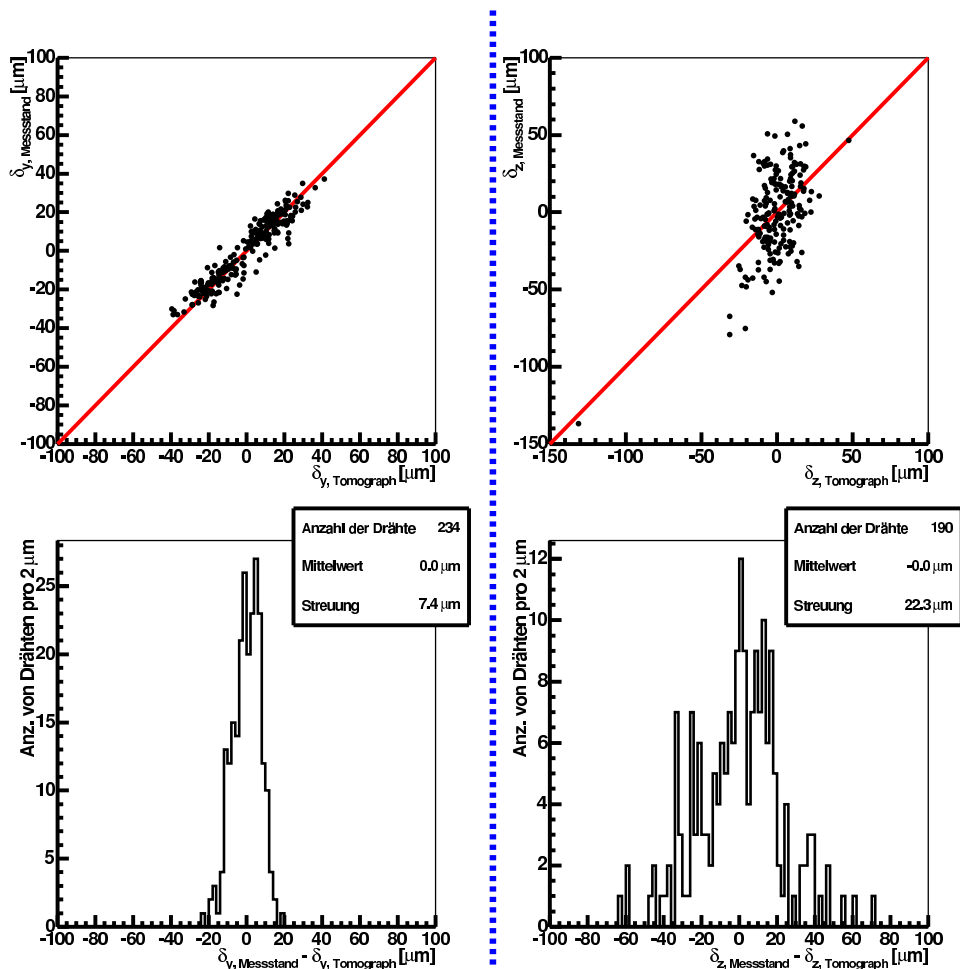 δy, Messstand [μm]
100
80
60
40
20
0
-20
-40
-60
-80
-100
-100 -80 -60 -40 -20 0 20 40 60 80 100
δy, Tomograph [μm]
δz, Messstand [μm]
100
50
0
-50
-100
-150
-150 -100 -50 0 50 100
δz, Tomograph [μm]
Anz. von Drähten pro 2 μm
25
20
15
10
5
0
Anzahl der Drähte 234
Mittelwert 0.0 μm
Streuung 7.4 μm
-100 -80 -60 -40 -20 0 20 40 60 80 100
δy, Messstand - δy, Tomograph [μm]
Anz. von Drähten pro 2 μm
12
10
8
6
4
2
0
Anzahl der Drähte 190
Mittelwert -0.0 μm
Streuung 22.3 μm
-100 -80 -60 -40 -20 0 20 40 60 80 100
δz, Messstand - δz, Tomograph [μm]